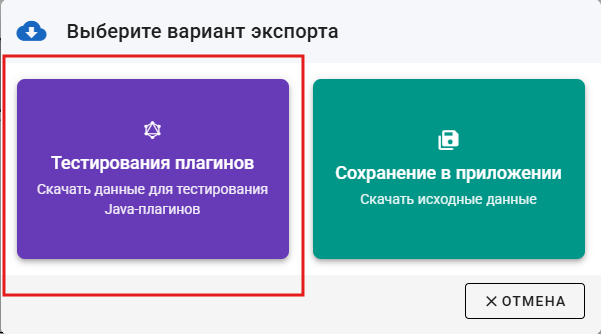 Выберите вариант экспорта
Тестирования плагинов
Скачать данные для тестирования
Java-плагинов
Сохранение в приложении
Скачать исходные данные
ОТМЕНА